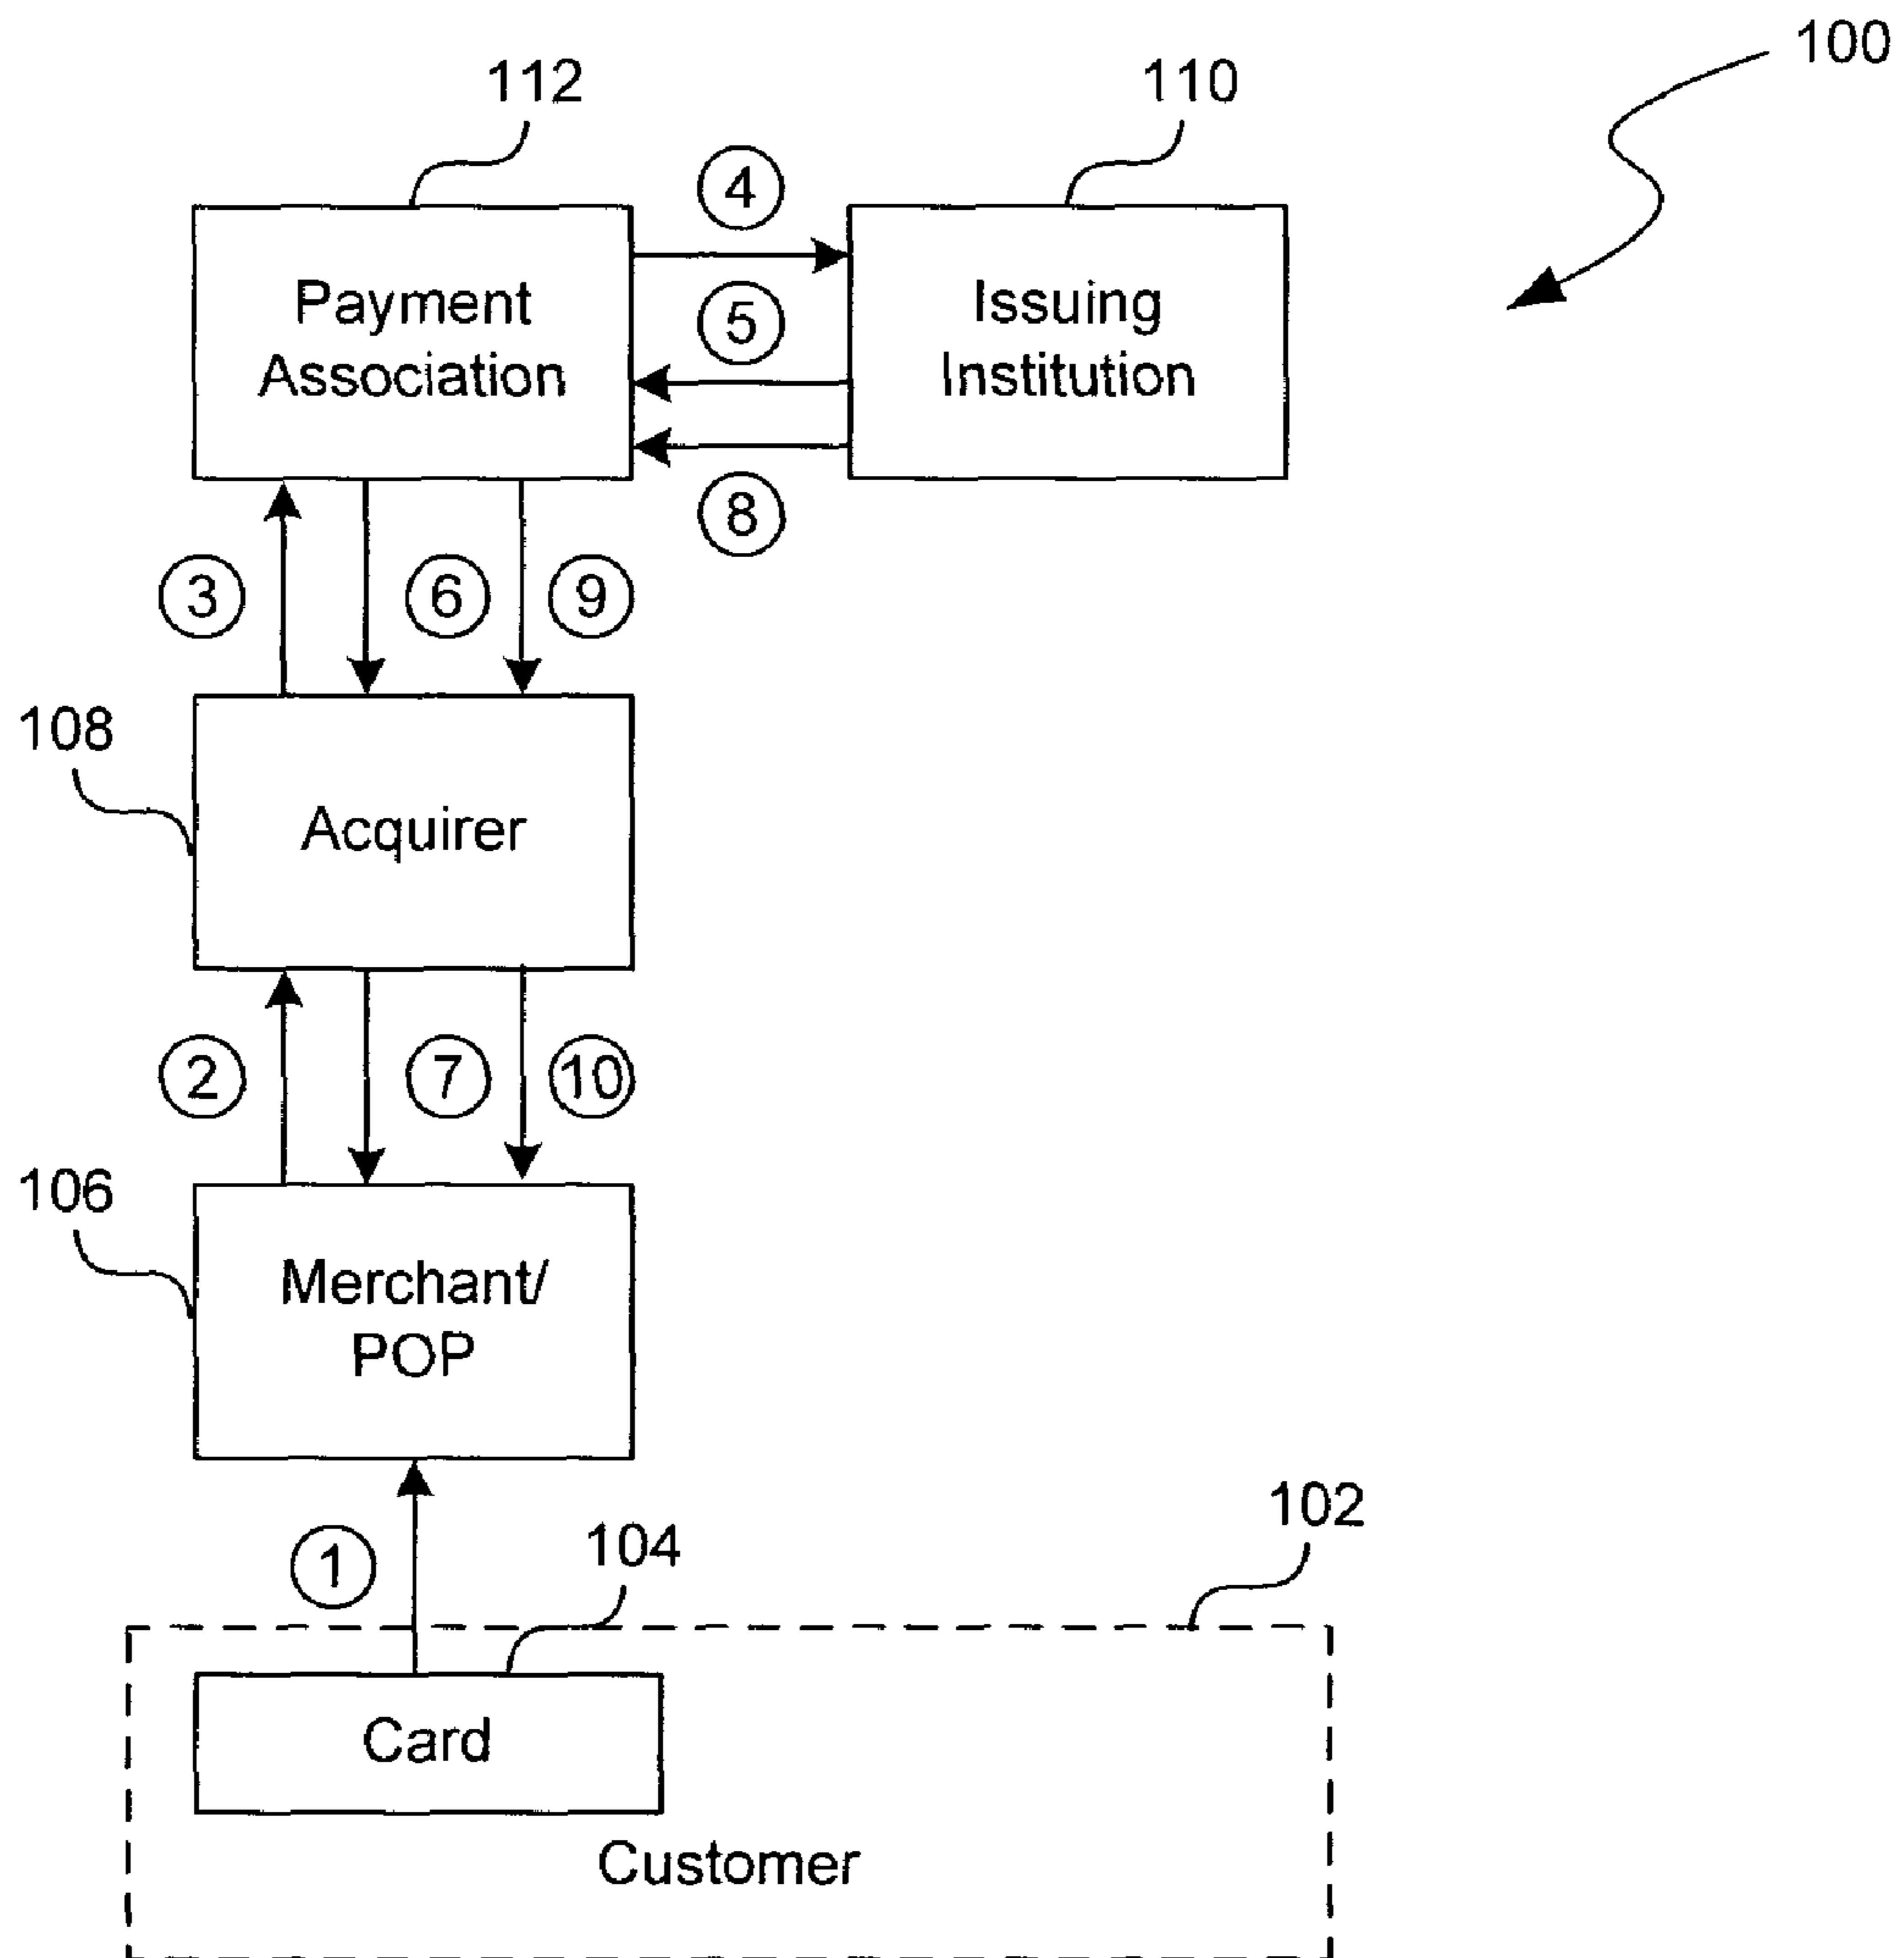 100
112
110
4
Payment
Association
5
Issuing
Institution
8
3
6
9
108
Acquirer
2
7
10
106
Merchant/
POP
102
1
104
Card
Customer